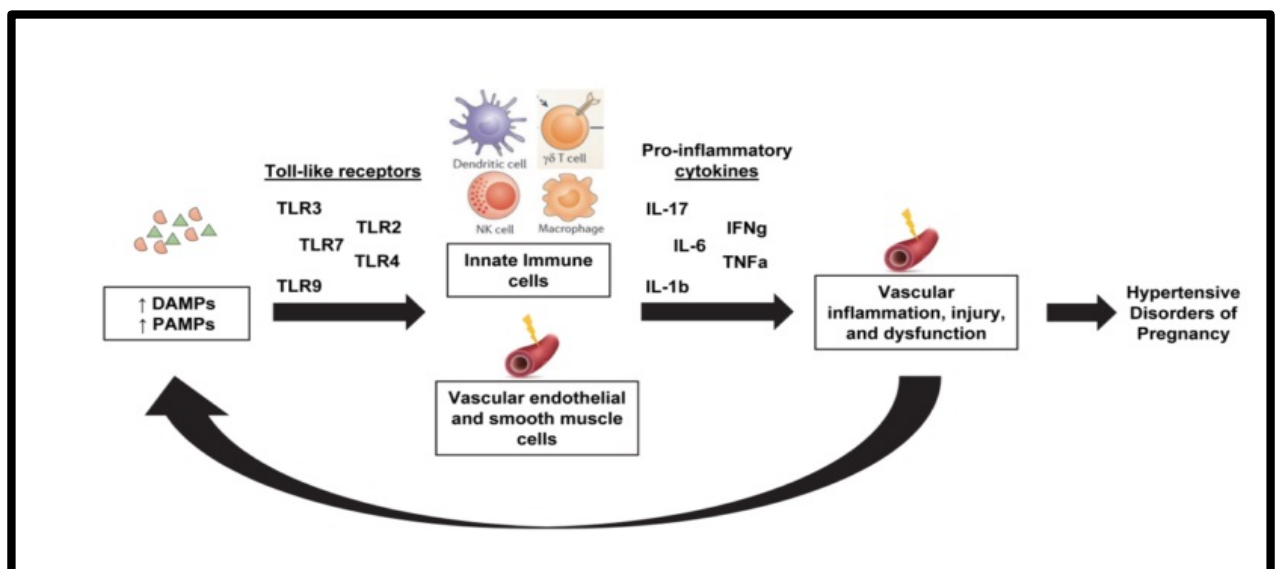 ↑ DAMPs
↑ PAMPs
Toll-like receptors
TLR3
TLR2
TLR7
TLR4
TLR9
Dendritic cell
γδ T cell
NK cell
Macrophage
Innate Immune
cells
Vascular endothelial
and smooth muscle
cells
Pro-inflammatory
cytokines
IL-17
IFNg
IL-6
TNFa
IL-1b
Vascular
inflammation, injury,
and dysfunction
Hypertensive
Disorders of
Pregnancy